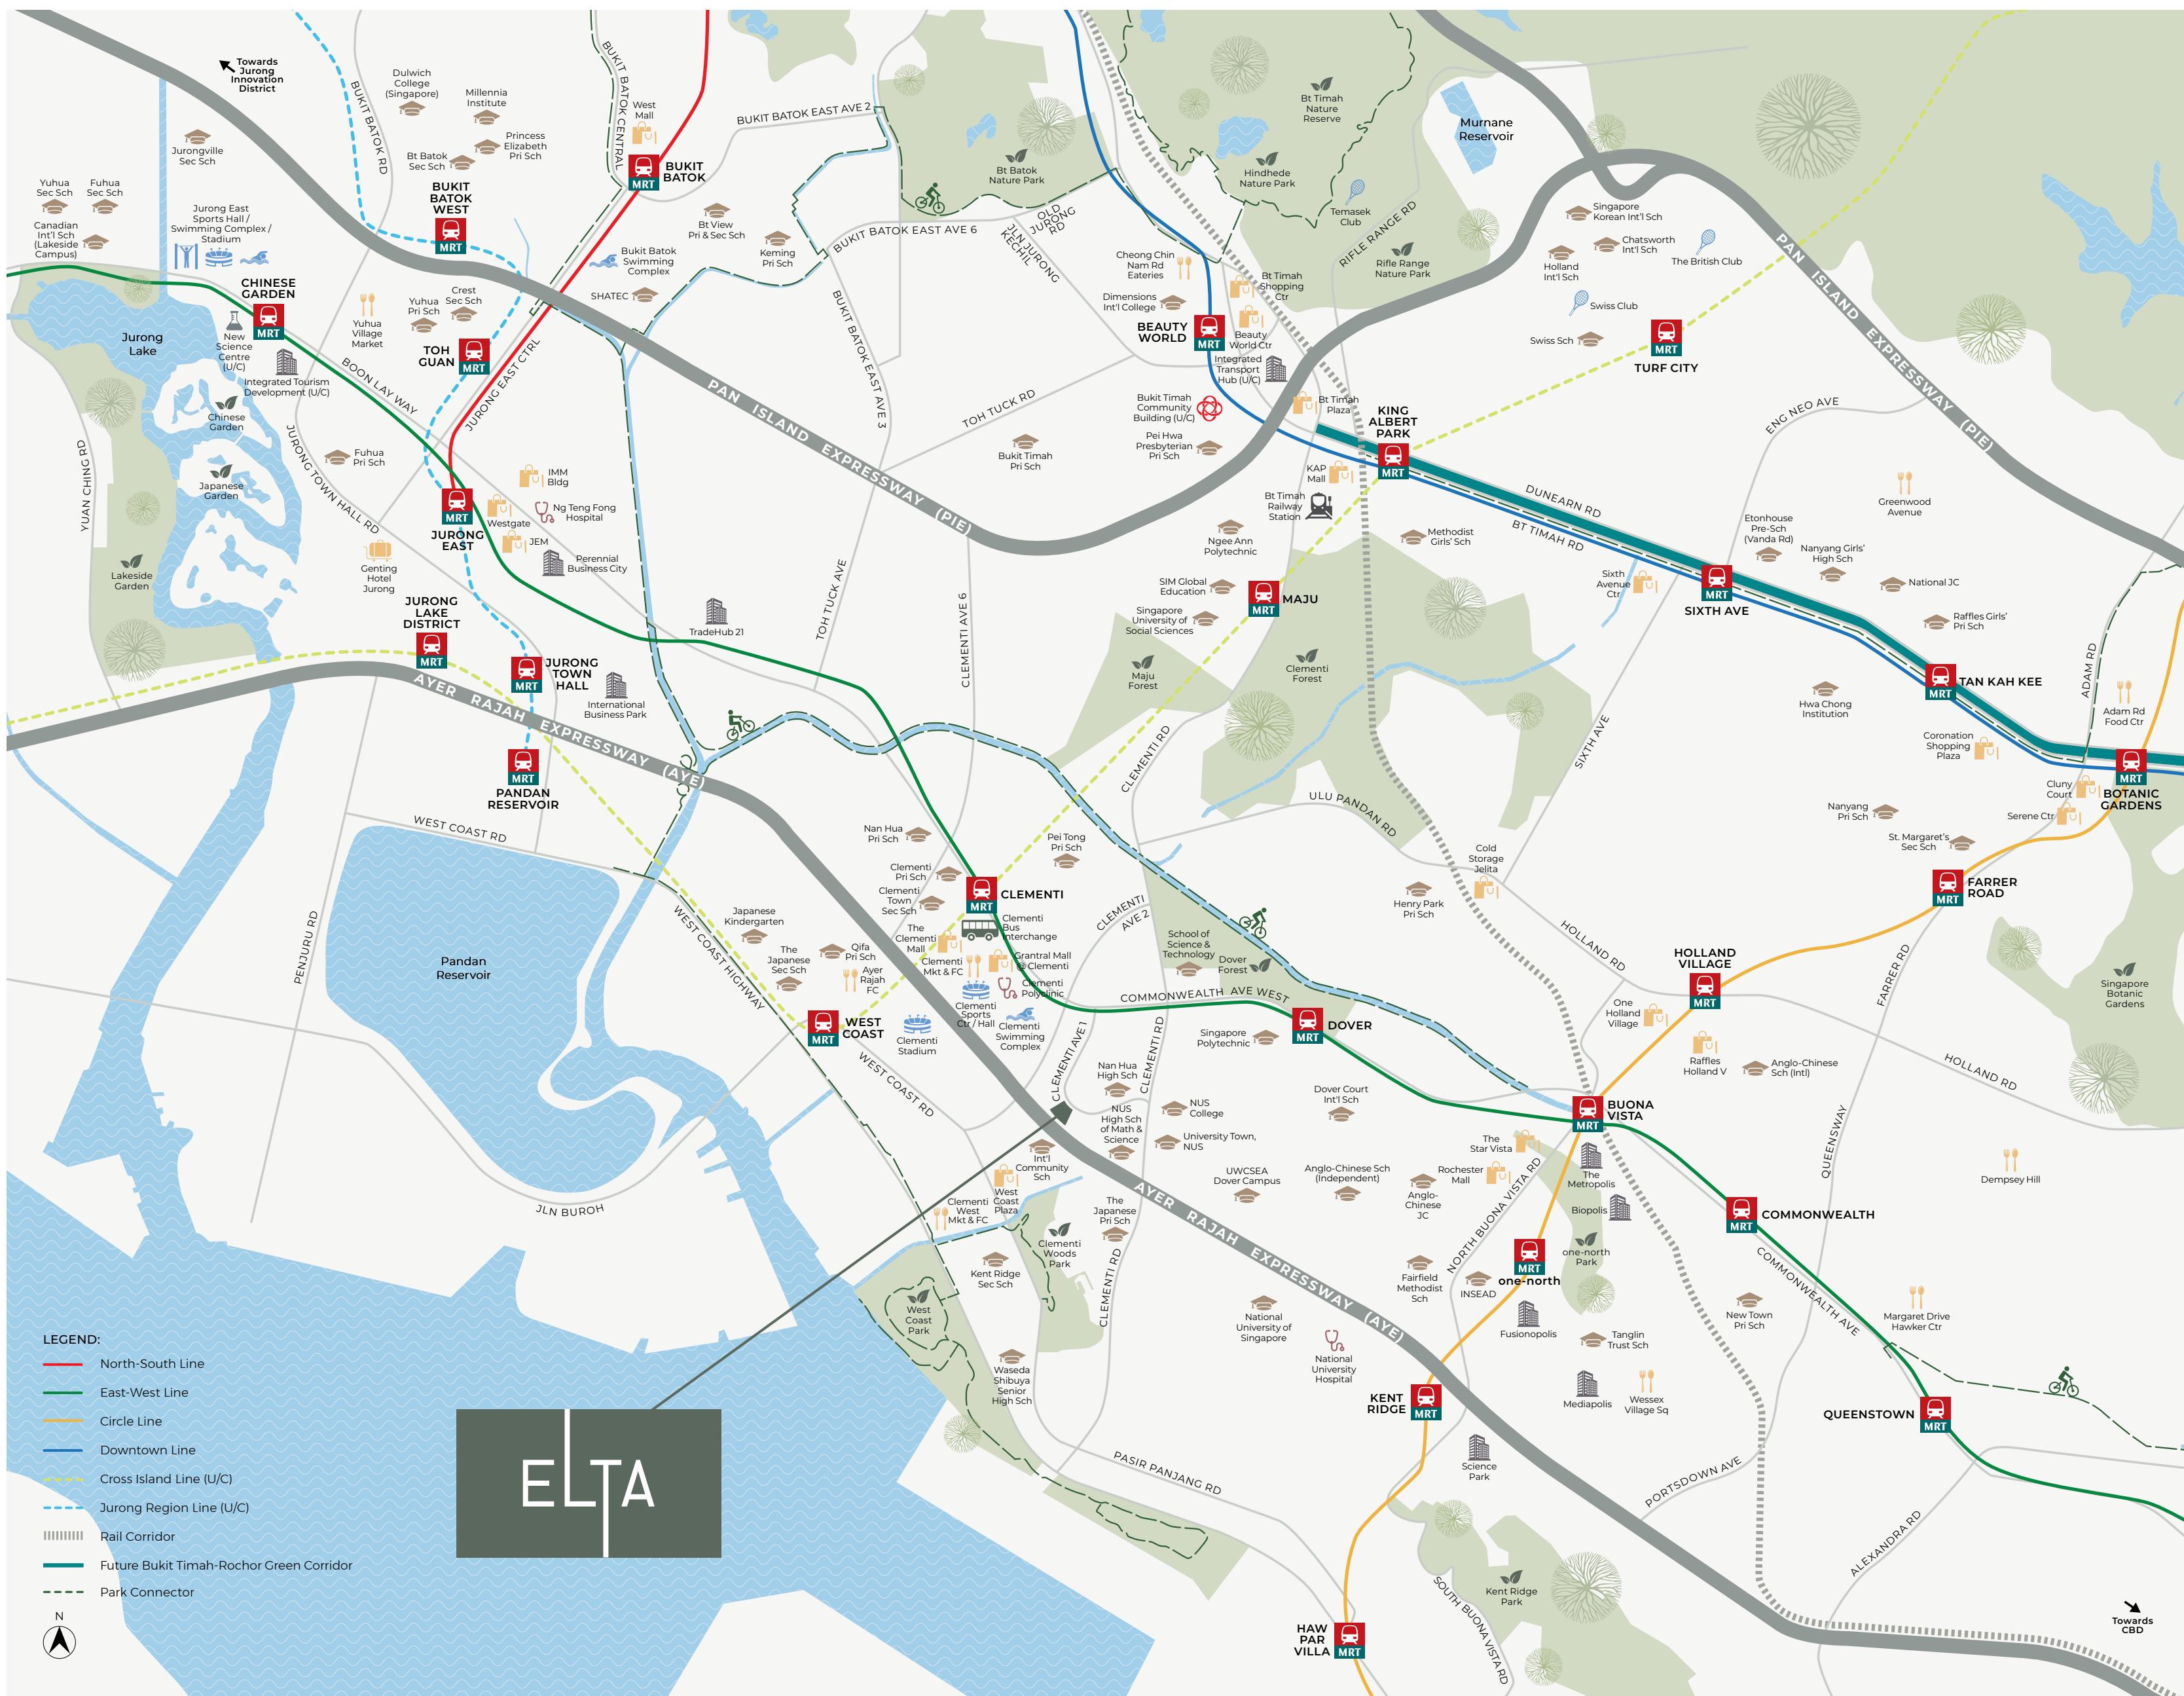 Towards
Jurong
Innovation
District
BUKIT BATOK RD
Dulwich
College
(Singapore)
Millennia
Institute
Princess
Elizabeth
Pri Sch
Bt Batok
Sec Sch
BUKIT
BATOK
WEST
MRT
BUKIT BATOK CENTRAL
West
Mall
BUKIT
BATOK
MRT
BUKIT BATOK EAST AVE 2
Bt Batok
Nature Park
Bt Timah
Nature
Reserve
Hindhede
Nature Park
Murnane
Reservoir
Temasek
Club
RIFLE RANGE RD
Rifle Range
Nature Park
Singapore
Korean Int'l Sch
Chatsworth
Int'l Sch
Holland
Int'l Sch
The British Club
Swiss Club
Swiss Sch
TURF CITY
MRT
PAN ISLAND EXPRESSWAY (PIE)
Jurongville
Sec Sch
Yuhua
Sec Sch
Fuhua
Sec Sch
Canadian
Int'l Sch
(Lakeside
Campus)
Jurong East
Sports Hall /
Swimming Complex /
Stadium
CHINESE
GARDEN
MRT
Jurong
Lake
New
Science
Centre
(U/C)
Integrated Tourism
Development (U/C)
Yuhua
Village
Market
Yuhua
Pri Sch
Crest
Sec Sch
TOH
GUAN
MRT
BOON LAY WAY
JURONG EAST CTRL
Bt View
Pri & Sec Sch
Keming
Pri Sch
Bukit Batok
Swimming
Complex
SHATEC
BUKIT BATOK EAST AVE 6
OLD
JURONG
RD
JLN JURONG
KECHIL
BUKIT BATOK EAST AVE 3
Cheong Chin
Nam Rd
Eateries
Dimensions
Int'l College
BEAUTY
WORLD
MRT
Bt Timah
Shopping
Ctr
Beauty
World Ctr
Integrated
Transport
Hub (U/C)
Bukit Timah
Community
Building (U/C)
Bt Timah
Plaza
Pei Hwa
Presbyterian
Pri Sch
PAN ISLAND EXPRESSWAY (PIE)
TOH TUCK RD
Bukit Timah
Pri Sch
KING
ALBERT
PARK
MRT
KAP
Mall
Bt Timah
Railway
Station
ENG NEO AVE
Greenwood
Avenue
DUNEARN RD
BT TIMAH RD
Methodist
Girls' Sch
Etonhouse
Pre-Sch
(Vanda Rd)
Nanyang Girls'
High Sch
National JC
Sixth
Avenue
Ctr
SIXTH AVE
MRT
Raffles Girls'
Pri Sch
TAN KAH KEE
MRT
ADAM RD
Adam Rd
Food Ctr
Hwa Chong
Institution
Coronation
Shopping
Plaza
Cluny
Court
BOTANIC
GARDENS
MRT
Serene Ctr
Nanyang
Pri Sch
St. Margaret's
Sec Sch
FARRER
ROAD
MRT
Chinese
Garden
Japanese
Garden
Lakeside
Garden
YUAN CHING RD
JURONG TOWN HALL RD
Fuhua
Pri Sch
IMM
Bldg
Westgate
Ng Teng Fong
Hospital
JURONG
EAST
MRT
JEM
Perennial
Business City
Genting
Hotel
Jurong
JURONG
LAKE
DISTRICT
MRT
JURONG
TOWN
HALL
MRT
International
Business Park
TradeHub 21
TOH TUCK AVE
CLEMENTI AVE 6
Ngee Ann
Polytechnic
SIM Global
Education
Singapore
University of
Social Sciences
MAJU
MRT
Maju
Forest
Clementi
Forest
CLEMENTI RD
SIXTH AVE
ULU PANDAN RD
AYER RAJAH EXPRESSWAY (AYE)
PANDAN
RESERVOIR
MRT
WEST COAST RD
Pandan
Reservoir
PENJURU RD
JLN BUROH
WEST COAST HIGHWAY
Nan Hua
Pri Sch
Pei Tong
Pri Sch
Clementi
Pri Sch
Clementi
Town
Sec Sch
CLEMENTI
MRT
Clementi
Bus
Interchange
The
Clementi
Mall
Clementi
Mkt & FC
Grantral Mall
@ Clementi
Clementi
Polyclinic
Clementi
Sports
Ctr / Hall
Clementi
Swimming
Complex
Clementi
Stadium
Japanese
Kindergarten
The
Japanese
Sec Sch
Qifa
Pri Sch
Ayer
Rajah
FC
WEST
COAST
MRT
WEST COAST RD
CLEMENTI
AVE 2
School of
Science &
Technology
Dover
Forest
COMMONWEALTH AVE WEST
Singapore
Polytechnic
DOVER
MRT
CLEMENTI AVE 1
CLEMENTI RD
Henry Park
Pri Sch
Cold
Storage
Jelita
HOLLAND RD
HOLLAND
VILLAGE
MRT
One
Holland
Village
Raffles
Holland V
Anglo-Chinese
Sch (Intl)
FARRER RD
Singapore
Botanic
Gardens
HOLLAND RD
QUEENSWAY
Dempsey Hill
Nan Hua
High Sch
NUS
High Sch
of Math &
Science
NUS
College
University Town,
NUS
Dover Court
Int'l Sch
UWCSEA
Dover Campus
Anglo-Chinese Sch
(Independent)
Anglo-
Chinese
JC
Rochester
Mall
The
Star Vista
BUONA
VISTA
MRT
The
Metropolis
Biopolis
NORTH BUONA VISTA RD
one-north
Park
one-north
MRT
Fairfield
Methodist
Sch
INSEAD
Fusionopolis
Tanglin
Trust Sch
Mediapolis
Wessex
Village Sq
COMMONWEALTH
MRT
COMMONWEALTH AVE
New Town
Pri Sch
Margaret Drive
Hawker Ctr
QUEENSTOWN
MRT
Int'l
Community
Sch
West
Coast
Plaza
Clementi
West
Mkt & FC
Kent Ridge
Sec Sch
Clementi
Woods
Park
The
Japanese
Pri Sch
CLEMENTI RD
West
Coast
Park
Waseda
Shibuya
Senior
High Sch
AYER RAJAH EXPRESSWAY (AYE)
National
University of
Singapore
National
University
Hospital
KENT
RIDGE
MRT
Science
Park
PASIR PANJANG RD
PORTSDOWN AVE
ALEXANDRA RD
Kent Ridge
Park
SOUTH BUONA VISTA RD
HAW
PAR
VILLA
MRT
Towards
CBD
ELTA
LEGEND:
North-South Line
East-West Line
Circle Line
Downtown Line
Cross Island Line (U/C)
Jurong Region Line (U/C)
Rail Corridor
Future Bukit Timah-Rochor Green Corridor
Park Connector
N